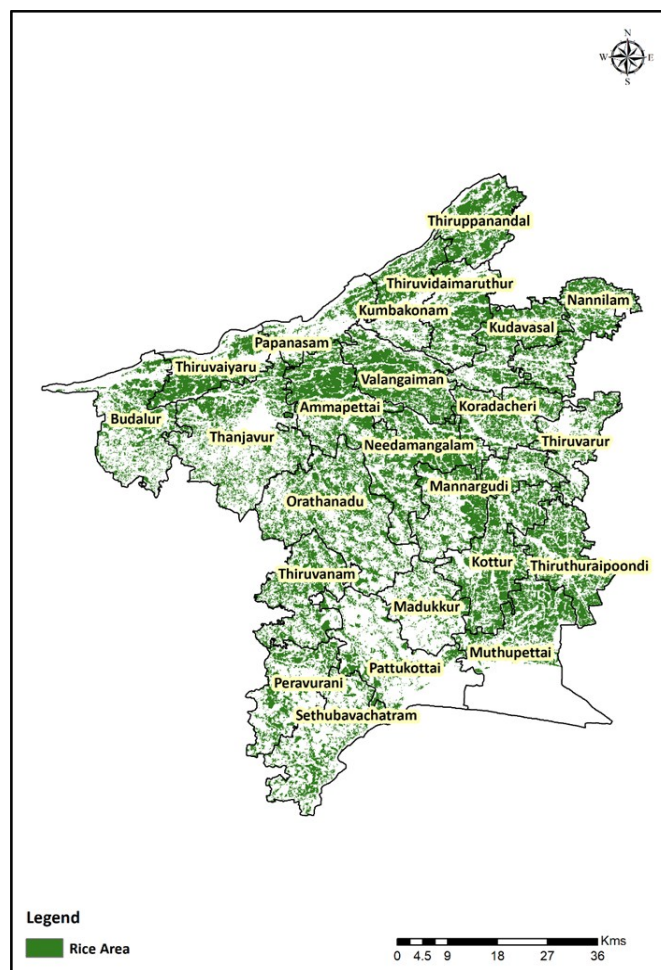 N
W E
S
Thiruppanandal
Thiruvidaimaruthur
Nannilam
Kumbakonam
Kudavasal
Papanasam
Thiruvaiyaru
Valangaiman
Ammapettai
Koradacheri
Budalur
Thanjavur
Thiruvarur
Needamangalam
Mannargudi
Orathanadu
Kottur
Thiruthuraipoondi
Thiruvanam
Madukkur
Muthupettai
Pattukottai
Peravurani
Sethubavachatram
Legend
Rice Area
Kms
0 4.5 9 18 27 36